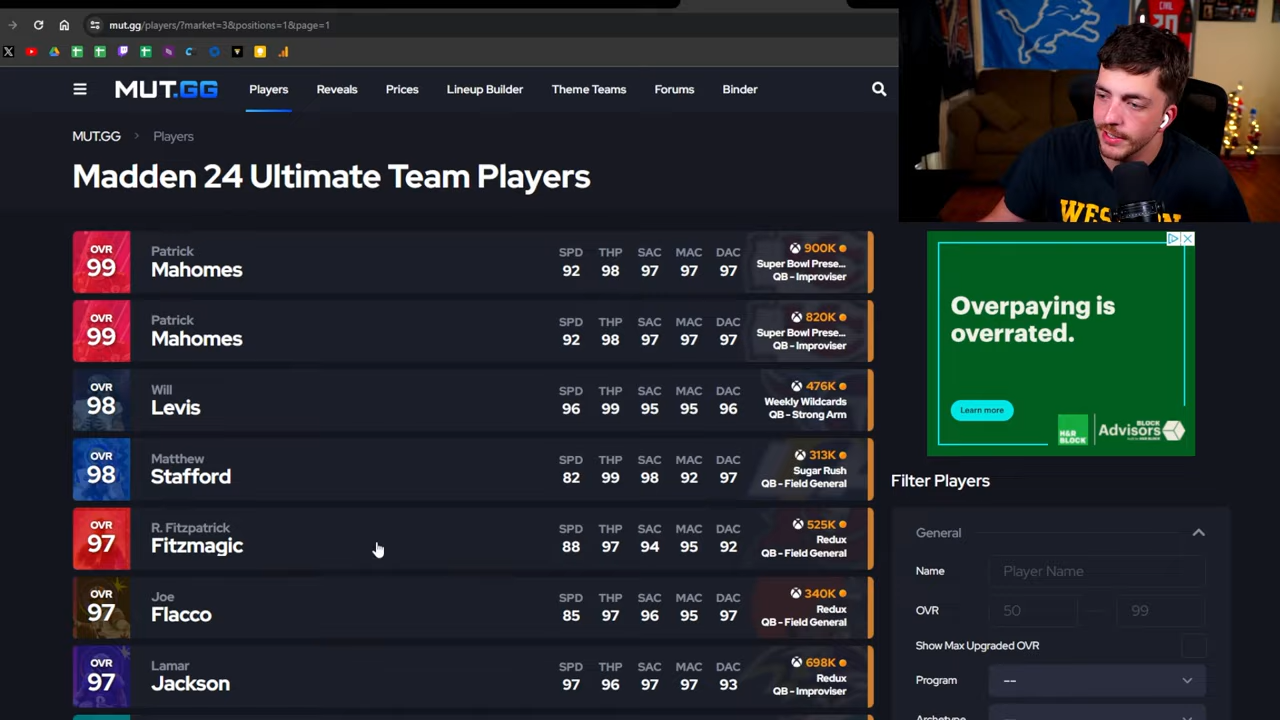 mut.gg/players/?market=3&positions=1&page=1
MUT.GG
Players
Reveals
Prices
Lineup Builder
Theme Teams
Forums
Binder
MUT.GG > Players
Madden 24 Ultimate Team Players
OVR
99
Patrick
Mahomes
SPD THP SAC MAC DAC
92 98 97 97 97
900K
Super Bowl Prese...
QB - Improviser
OVR
99
Patrick
Mahomes
SPD THP SAC MAC DAC
92 98 97 97 97
820K
Super Bowl Prese...
QB - Improviser
OVR
98
Will
Levis
SPD THP SAC MAC DAC
96 99 95 95 96
476K
Weekly Wildcards
QB - Strong Arm
OVR
98
Matthew
Stafford
SPD THP SAC MAC DAC
82 99 98 92 97
313K
Sugar Rush
QB - Field General
OVR
97
R. Fitzpatrick
Fitzmagic
SPD THP SAC MAC DAC
88 97 94 95 92
525K
Redux
QB - Field General
OVR
97
Joe
Flacco
SPD THP SAC MAC DAC
85 97 96 95 97
340K
Redux
QB - Field General
OVR
97
Lamar
Jackson
SPD THP SAC MAC DAC
97 96 97 97 93
698K
Redux
QB - Improviser
Overpaying is
overrated.
Learn more
H&R
BLOCK
BLOCK
Advisors
Filter Players
General
Name
Player Name
OVR
50
99
Show Max Upgraded OVR
Program
--